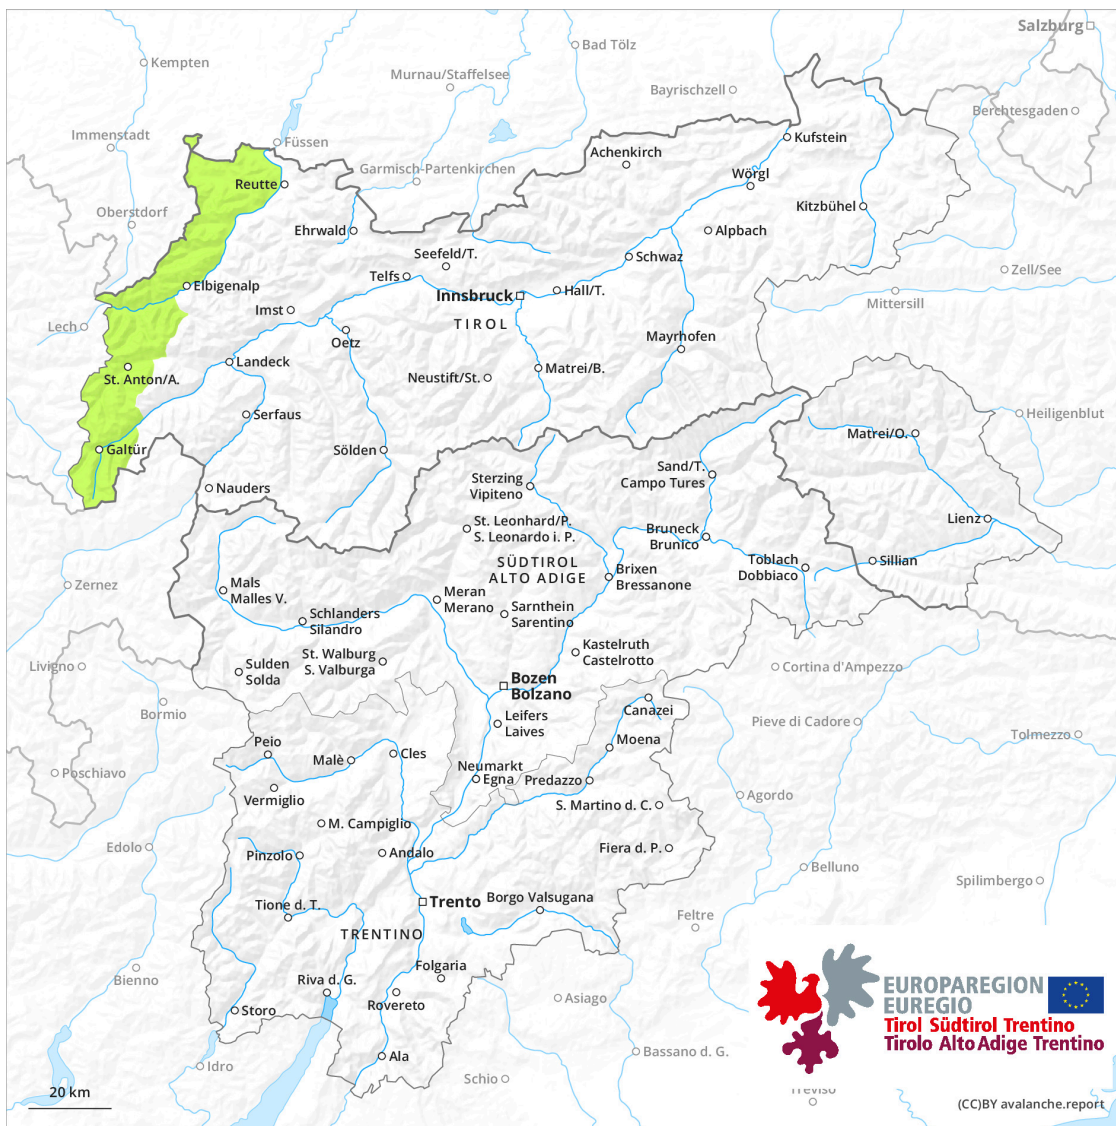 Salzburg
Bad Tölz
Kempten
Murnau/Staffelsee
Bayrischzell
Berchtesgaden
Immenstadt
Füssen
Kufstein
Achenkirch
Garmisch-Partenkirchen
Wörgl
Reutte
Kitzbühel
Oberstdorf
Ehrwald
Alpbach
Seefeld/T.
Schwaz
Zell/See
Telfs
Elbigenalp
Hall/T.
Innsbruck
Mittersill
Imst
TIROL
Lech
Oetz
Mayrhofen
Landeck
Matrei/B.
St. Anton/A.
Neustift/St.
Serfaus
Heiligenblut
Matrei/O.
Galtür
Sölden
Sand/T.
Campo Tures
Sterzing
Vipiteno
Nauders
Lienz
St. Leonhard/P.
S. Leonardo i. P.
Bruneck
Brunico
SÜDTIROL
ALTO ADIGE
Toblach
Dobbiaco
Sillian
Brixen
Bressanone
Zernez
Mals
Malles V.
Meran
Merano
Sarnthein
Sarentino
Schlanders
Silandro
Kastelruth
Castelrotto
St. Walburg
S. Valburga
Livigno
Sulden
Solda
Cortina d'Ampezzo
Bozen
Bolzano
Bormio
Canazei
Leifers
Laives
Pieve di Cadore
Tolmezzo
Peio
Moena
Malè
Cles
Poschiavo
Neumarkt
Egna
Predazzo
Vermiglio
Agordo
S. Martino d. C.
M. Campiglio
Edolo
Pinzolo
Andalo
Fiera d. P.
Belluno
Spilimbergo
Borgo Valsugana
Trento
Tione d. T.
Feltre
TRENTINO
Folgaria
Bienno
Riva d. G.
EUROPAREGION
EUREGIO
Tirol Südtirol Trentino
Tirolo Alto Adige Trentino
Asiago
Rovereto
Storo
Bassano d. G.
Ala
Idro
Schio
Treviso
20 km
(CC)BY avalanche.report